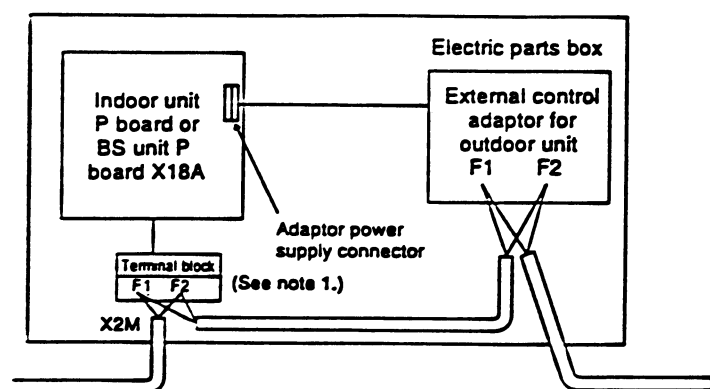 Electric parts box
Indoor unit
P board or
BS unit P
board X18A
External control
adaptor for
outdoor unit
F1 F2
Adaptor power
supply connector
Terminal block
F1 F2
(See note 1.)
X2M